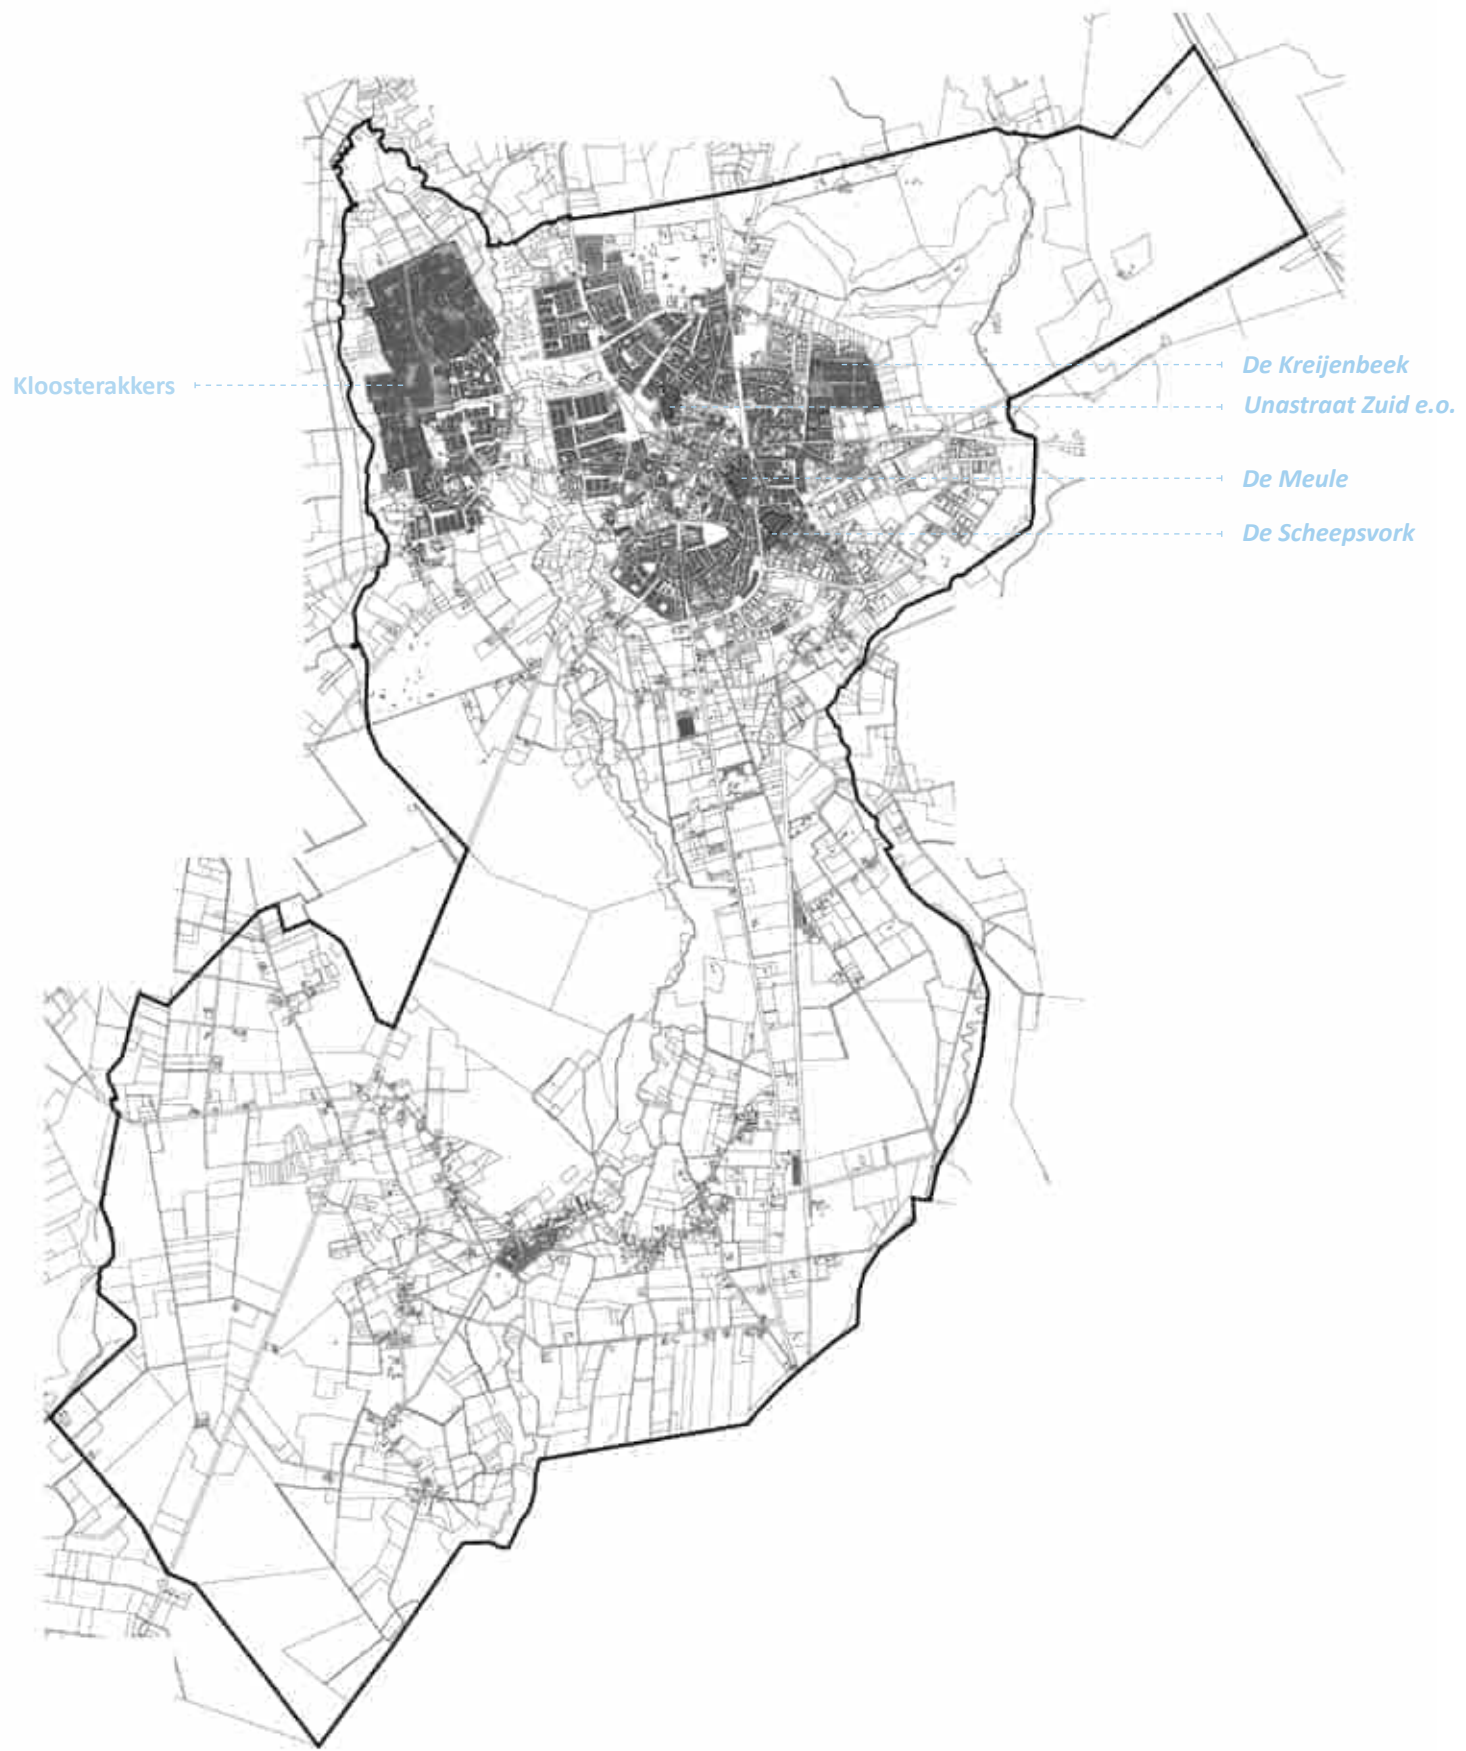 De Kreijenbeek
Kloosterakkers
Unastraat Zuid e.o.
De Meule
De Scheepsvork